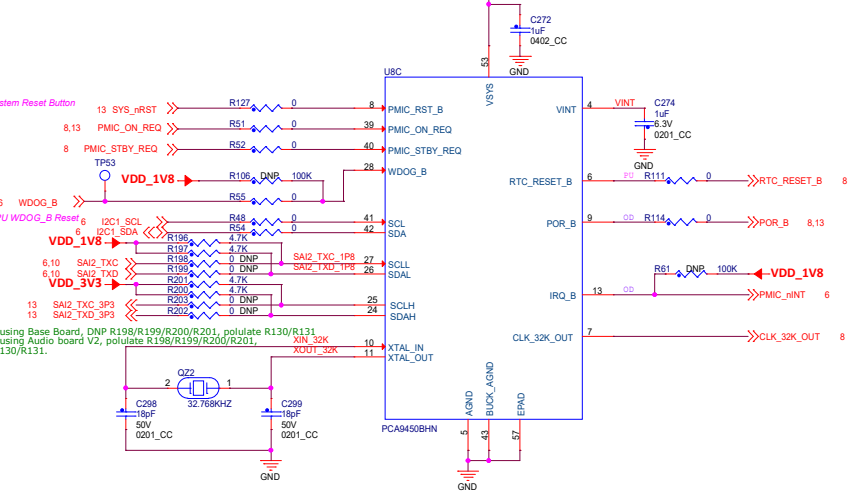 C272
1uF
0402_CC
GND
53
U8C
VSYS
stem Reset Button
13 SYS_nRST
R127 0
8 PMIC_RST_B
8,13 PMIC_ON_REQ
R51 0
39 PMIC_ON_REQ
8 PMIC_STBY_REQ
R52 0
40 PMIC_STBY_REQ
TP53
VDD_1V8
R106 DNP 100K
28 WDOG_B
6 WDOG_B
R55 0
PU WDOG_B Reset
6 I2C1_SCL
R48 0
41 SCL
6 I2C1_SDA
R54 0
42 SDA
VDD_1V8
R196 4.7K
R197 4.7K
6,10 SAI2_TXC
R198 0 DNP
SAI2_TXC_1P8
27 SCLL
6,10 SAI2_TXD
R199 0 DNP
SAI2_TXD_1P8
26 SDAL
VDD_3V3
R201 4.7K
R200 4.7K
13 SAI2_TXC_3P3
R203 0 DNP
25 SCLH
13 SAI2_TXD_3P3
R202 0 DNP
24 SDAH
using Base Board, DNP R198/R199/R200/R201, polulate R130/R131
using Audio board V2, polulate R198/R199/R200/R201,
130/R131.
XIN_32K
10 XTAL_IN
XOUT_32K
11 XTAL_OUT
QZ2
2 1
32.768KHZ
C298
18pF
50V
0201_CC
C299
18pF
50V
0201_CC
GND
PCA9450BHN
AGND
BUCK_AGND
EPAD
5
43
57
GND
VINT 4 VINT
C274
1uF
6.3V
0201_CC
GND
RTC_RESET_B 6 PU R111 0 RTC_RESET_B 8
POR_B 9 OD R114 0 POR_B 8,13
R61 DNP 100K VDD_1V8
IRQ_B 13 OD PMIC_nINT 6
CLK_32K_OUT 7 CLK_32K_OUT 8